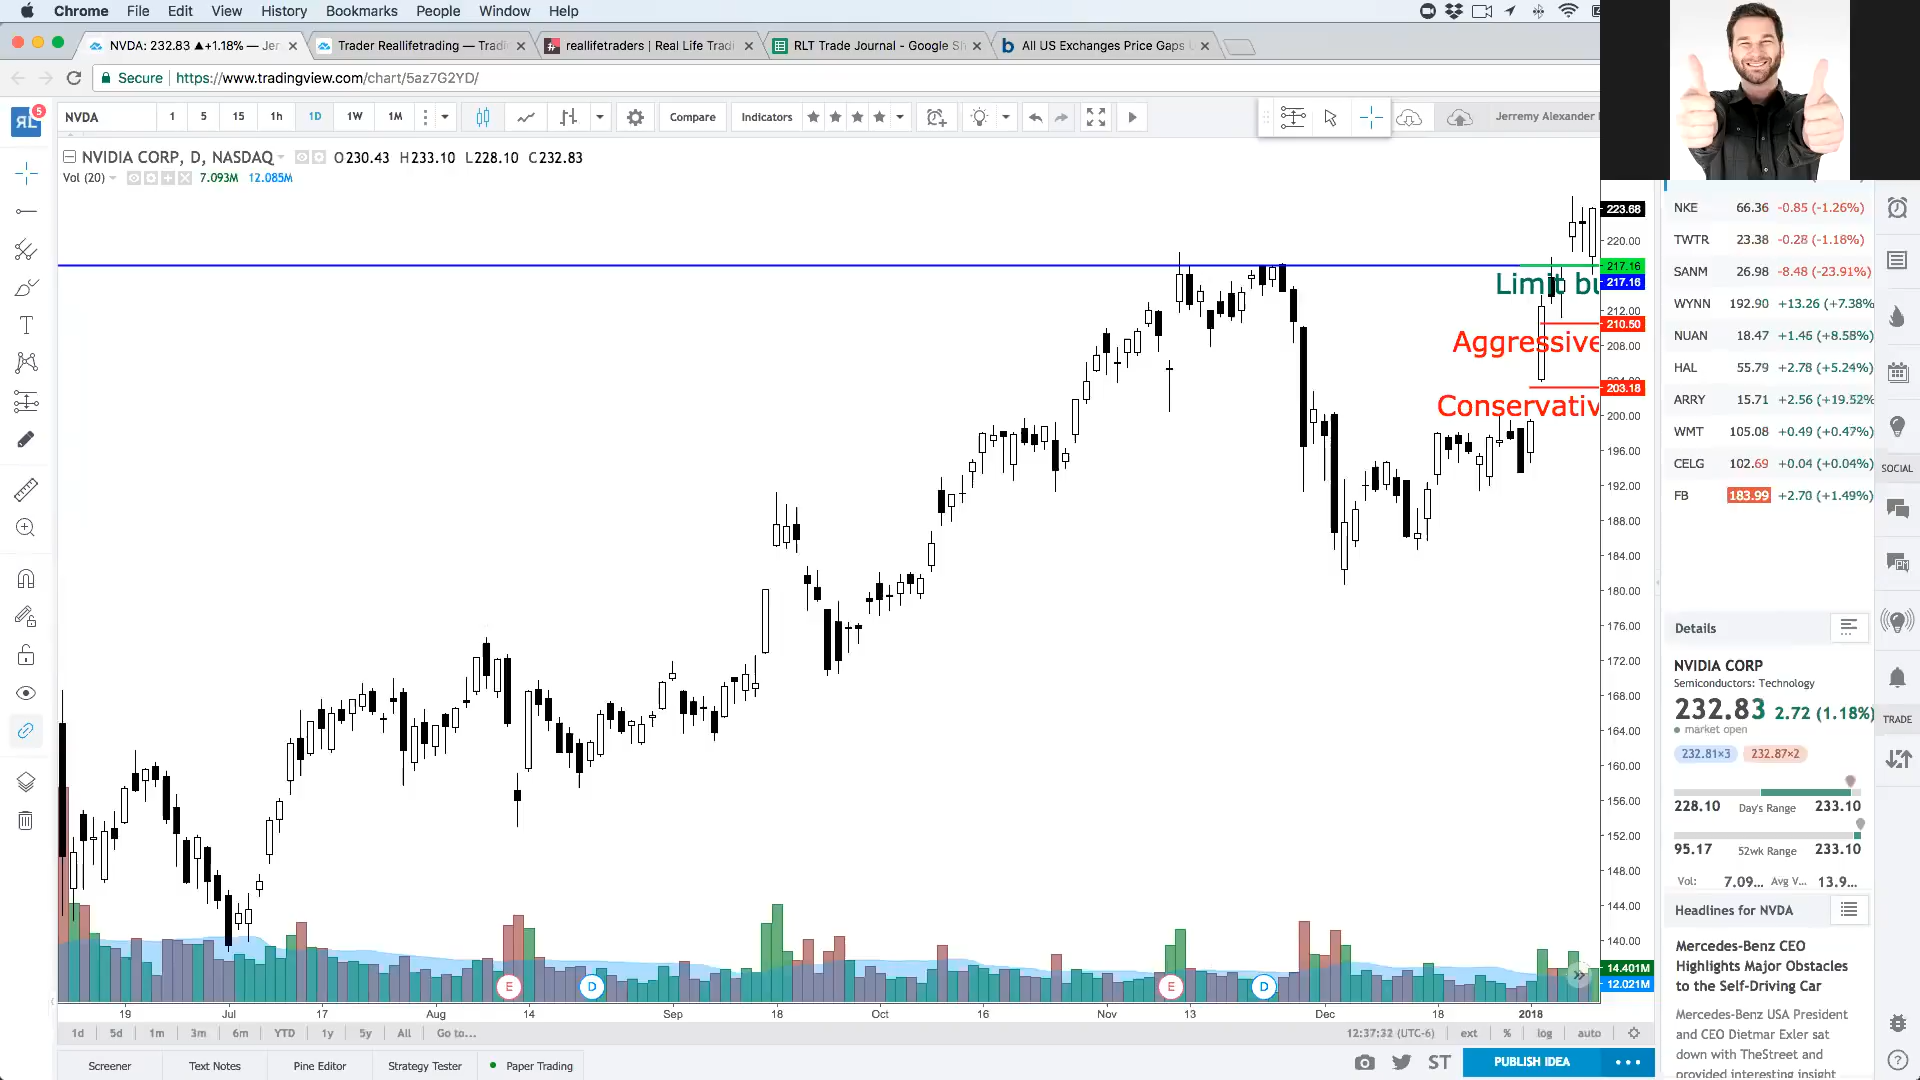 Chrome File Edit View History Bookmarks People Window Help
NVDA: 232.83 ▲+1.18% — Jer
Trader Reallifetrading — Tradi
reallifetraders | Real Life Tradi
RLT Trade Journal - Google Sh
All US Exchanges Price Gaps U
Secure | https://www.tradingview.com/chart/5az7G2YD/
5
NVDA 1 5 15 1h 1D 1W 1M Compare Indicators Jerremy Alexander
NVIDIA CORP, D, NASDAQ O230.43 H233.10 L228.10 C232.83
Vol (20) 7.093M 12.085M
223.68
220.00
217.16
217.16
212.00
210.50
208.00
203.18
200.00
196.00
192.00
188.00
184.00
180.00
176.00
172.00
168.00
164.00
160.00
156.00
152.00
148.00
144.00
140.00
14.401M
12.021M
Limit bu
Aggressive
Conservativ
E D E D
19 Jul 17 Aug 14 Sep 18 Oct 16 Nov 13 Dec 18 2018
1d 5d 1m 3m 6m YTD 1y 5y All Go to... 12:37:32 (UTC-6) ext % log auto
Screener Text Notes Pine Editor Strategy Tester Paper Trading ST PUBLISH IDEA
NKE 66.36 -0.85 (-1.26%)
TWTR 23.38 -0.28 (-1.18%)
SANM 26.98 -8.48 (-23.91%)
WYNN 192.90 +13.26 (+7.38%
NUAN 18.47 +1.46 (+8.58%)
HAL 55.79 +2.78 (+5.24%)
ARRY 15.71 +2.56 (+19.52%
WMT 105.08 +0.49 (+0.47%)
CELG 102.69 +0.04 (+0.04%)
FB 183.99 +2.70 (+1.49%)
SOCIAL
TRADE
Details
NVIDIA CORP
Semiconductors: Technology
232.83 2.72 (1.18%)
market open
232.81×3 232.87×2
228.10 Day's Range 233.10
95.17 52wk Range 233.10
Vol: 7.09... Avg V... 13.9...
Headlines for NVDA
Mercedes-Benz CEO
Highlights Major Obstacles
to the Self-Driving Car
Mercedes-Benz USA President
and CEO Dietmar Exler sat
down with TheStreet and
provided interesting insight